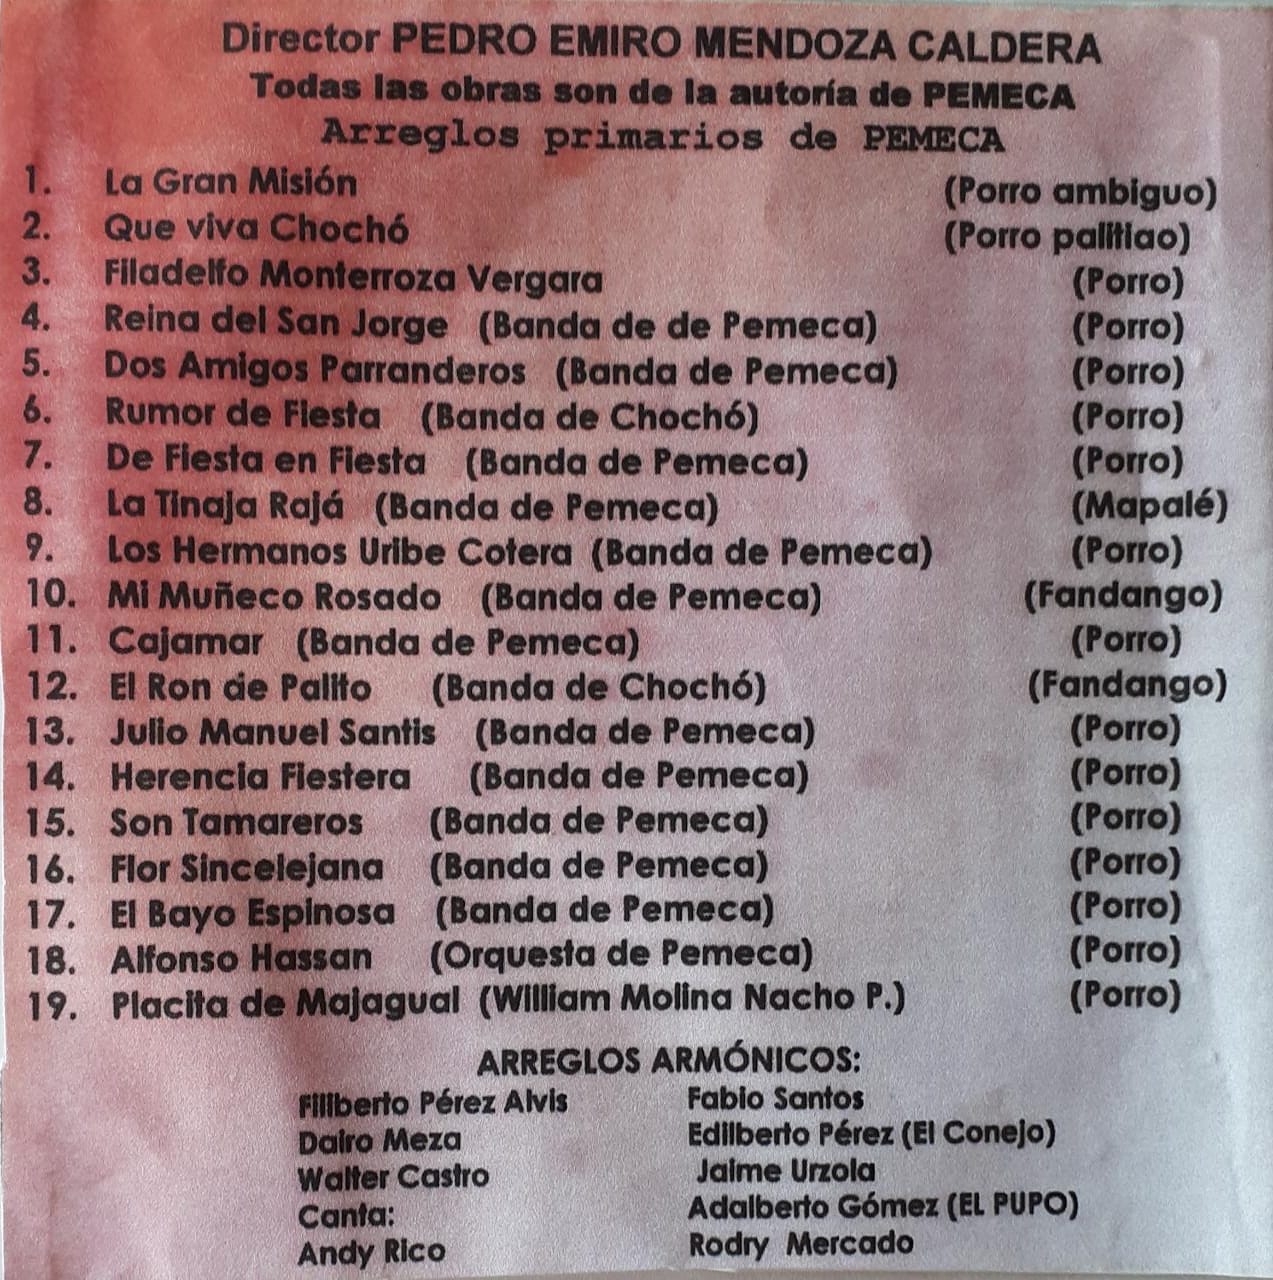 Director PEDRO EMIRO MENDOZA CALDERA
Todas las obras son de la autoría de PEMECA
Arreglos primarios de PEMECA
1. La Gran Misión (Porro ambiguo)
2. Que viva Chochó (Porro palitiao)
3. Filadelfo Monterroza Vergara (Porro)
4. Reina del San Jorge (Banda de de Pemeca) (Porro)
5. Dos Amigos Parranderos (Banda de Pemeca) (Porro)
6. Rumor de Fiesta (Banda de Chochó) (Porro)
7. De Fiesta en Fiesta (Banda de Pemeca) (Porro)
8. La Tinaja Rajá (Banda de Pemeca) (Mapalé)
9. Los Hermanos Uribe Cotera (Banda de Pemeca) (Porro)
10. Mi Muñeco Rosado (Banda de Pemeca) (Fandango)
11. Cajamar (Banda de Pemeca) (Porro)
12. El Ron de Palito (Banda de Chochó) (Fandango)
13. Julio Manuel Santis (Banda de Pemeca) (Porro)
14. Herencia Fiestera (Banda de Pemeca) (Porro)
15. Son Tamareros (Banda de Pemeca) (Porro)
16. Flor Sincelejana (Banda de Pemeca) (Porro)
17. El Bayo Espinosa (Banda de Pemeca) (Porro)
18. Alfonso Hassan (Orquesta de Pemeca) (Porro)
19. Placita de Majagual (William Molina Nacho P.) (Porro)
ARREGLOS ARMÓNICOS:
Filiberto Pérez Alvis Fabio Santos
Dairo Meza Edilberto Pérez (El Conejo)
Walter Castro Jaime Urzola
Canta: Adalberto Gómez (EL PUPO)
Andy Rico Rodry Mercado